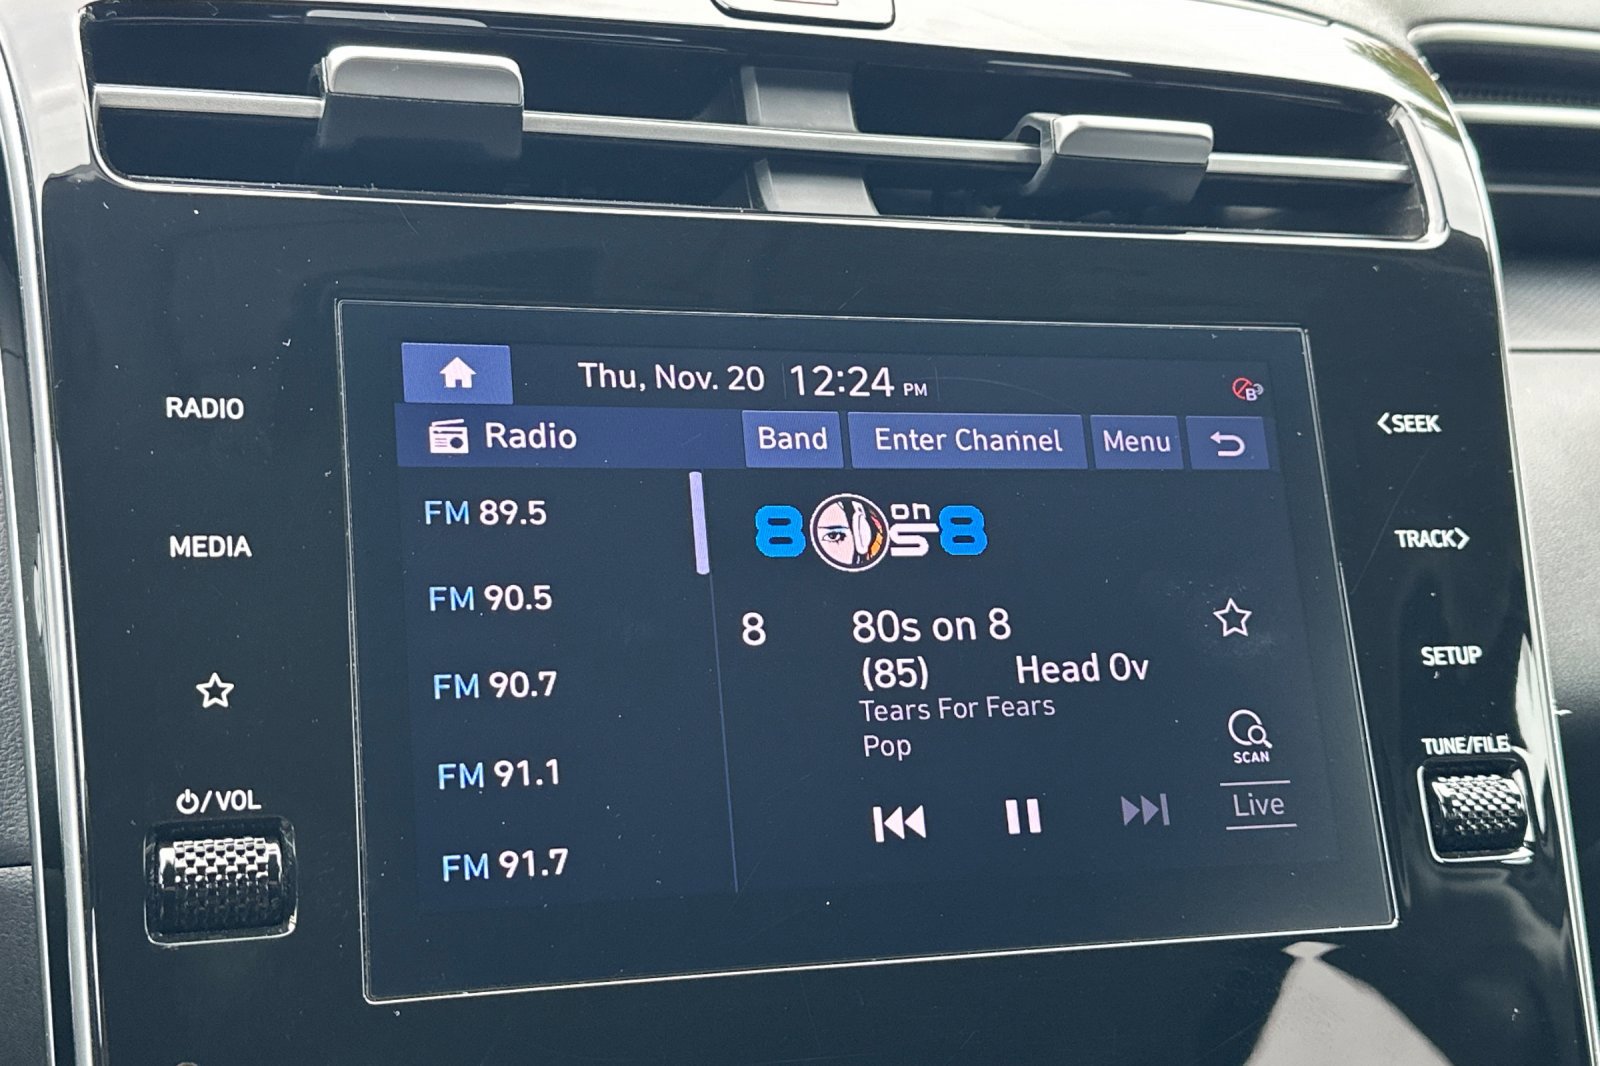 Thu, Nov. 20 12:24 PM
B
Radio Band Enter Channel Menu
RADIO
MEDIA
/VOL
FM 89.5
FM 90.5
FM 90.7
FM 91.1
FM 91.7
80s on 8
8 80s on 8
(85) Head Ov
Tears For Fears
Pop
SCAN
Live
<SEEK
TRACK>
SETUP
TUNE/FILE